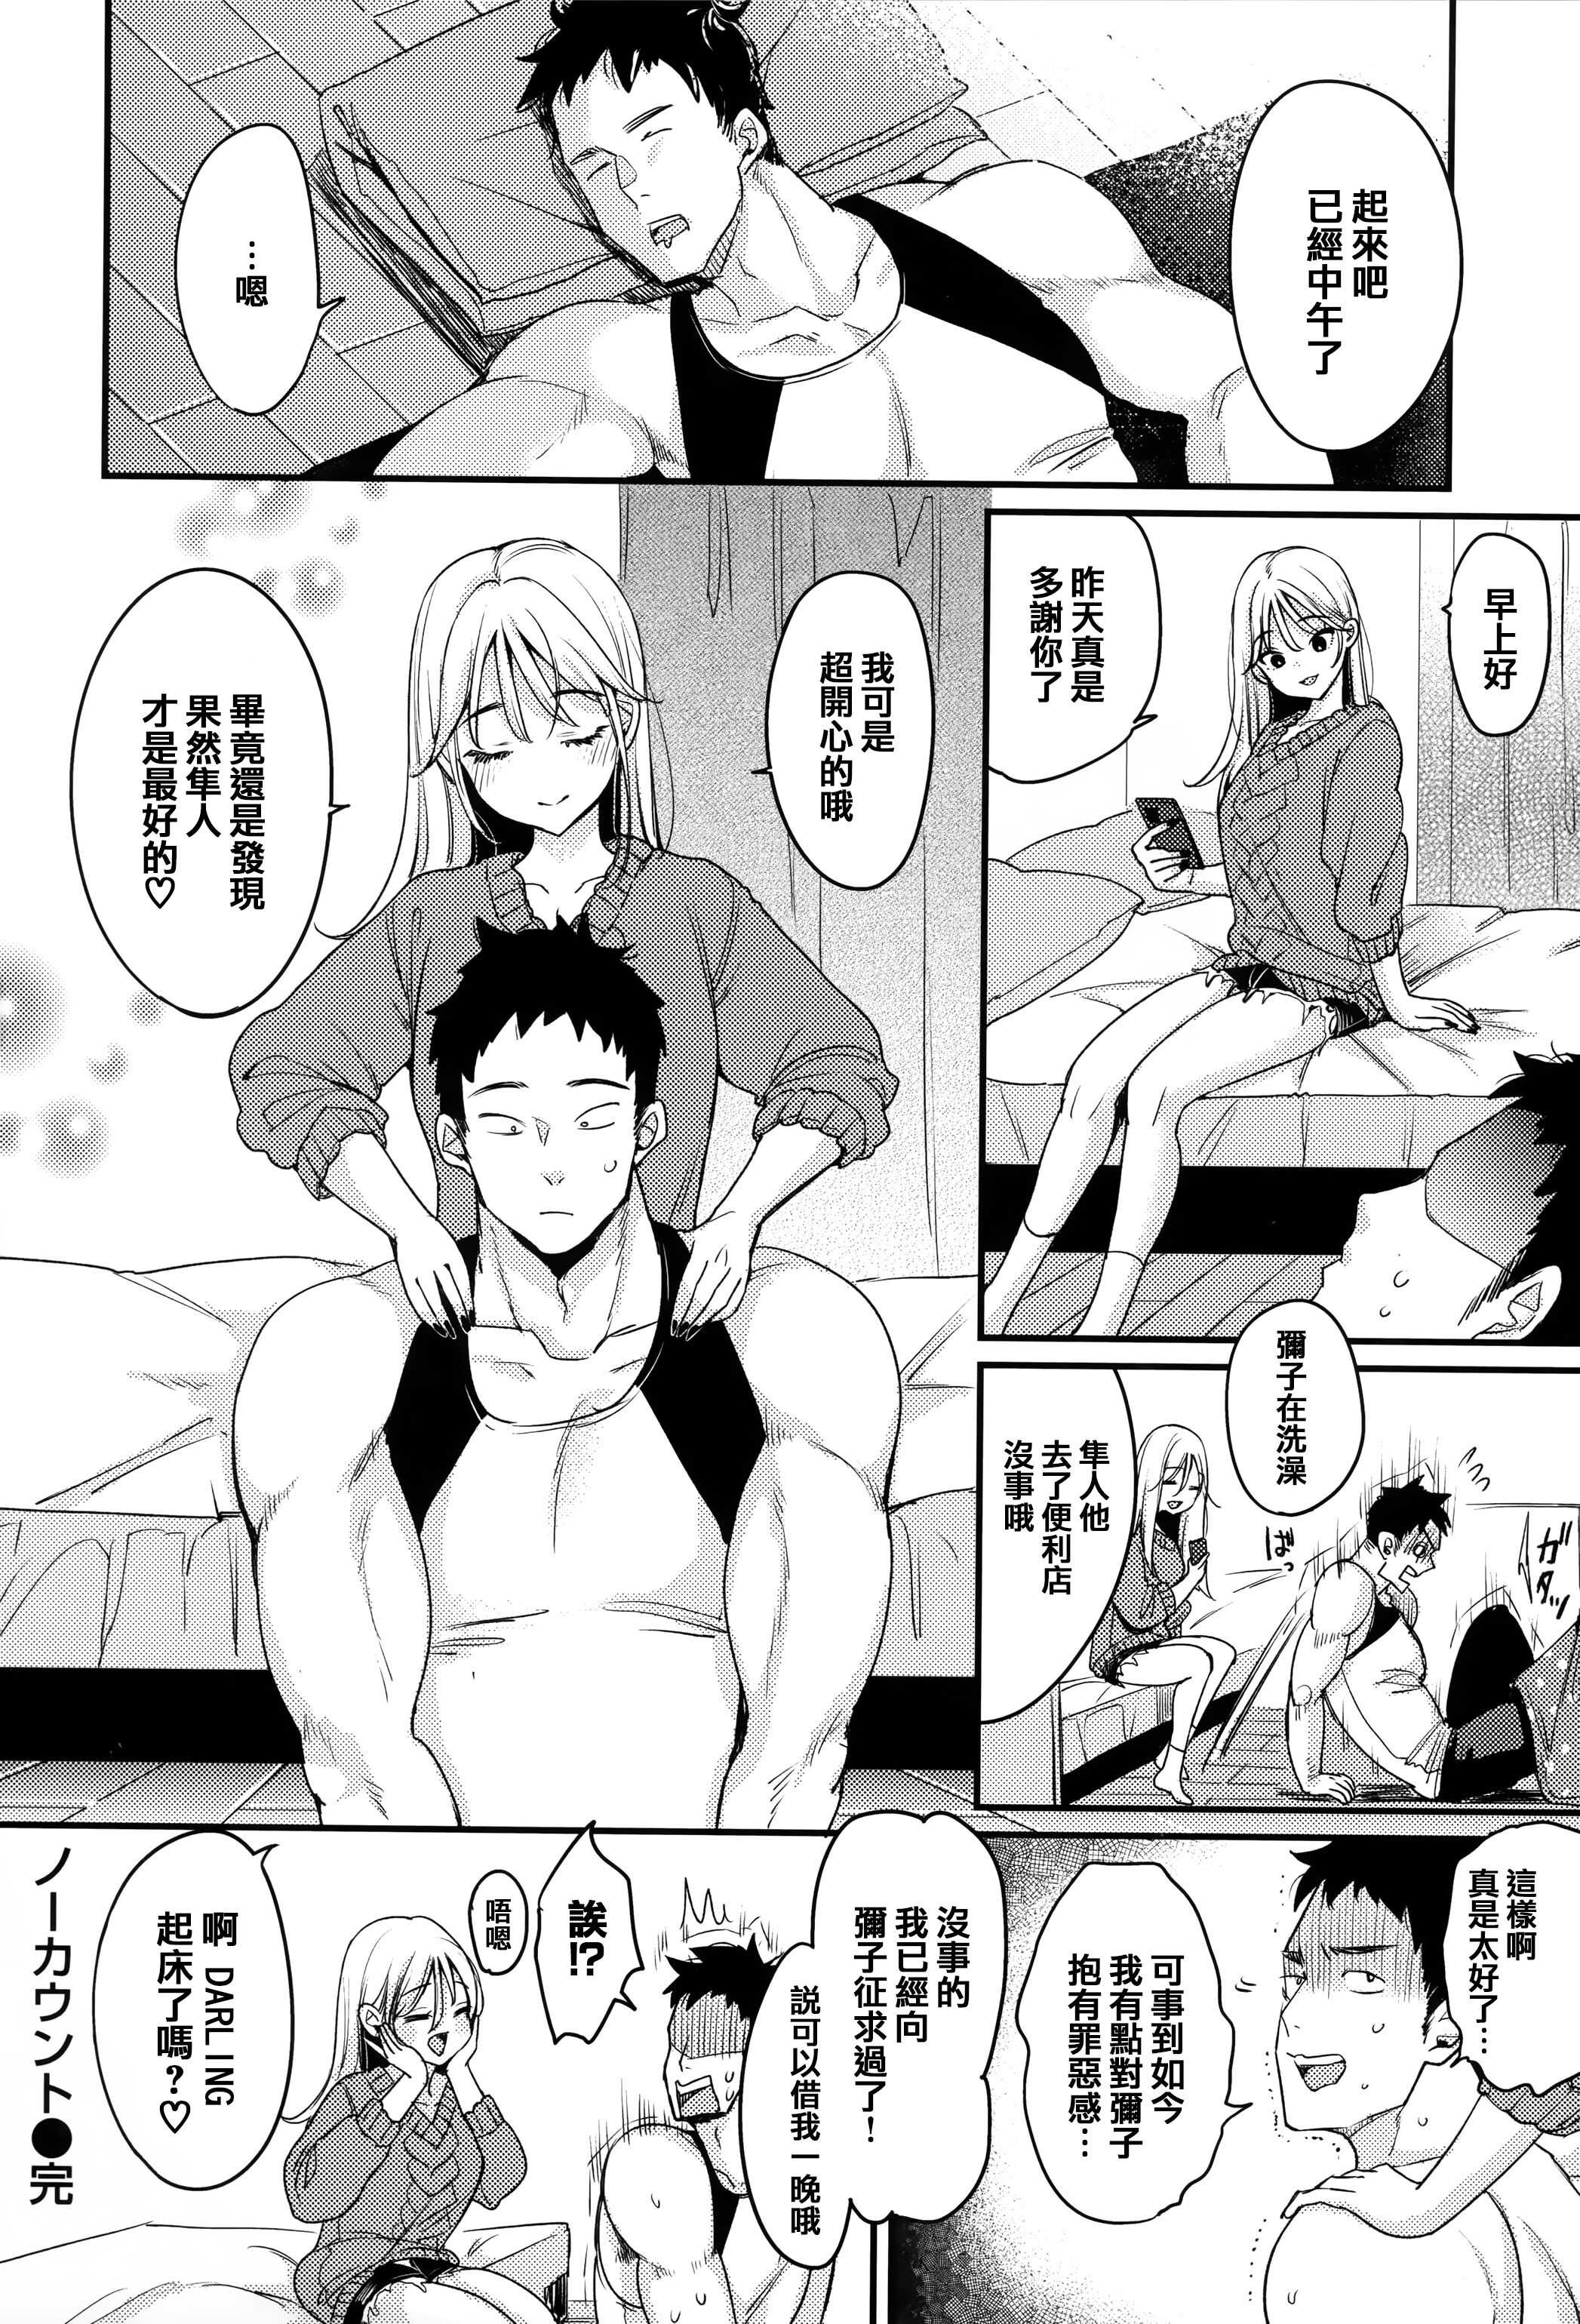 起來吧
已經中午了
…嗯
早上好
昨天真是
多謝你了
彌子在洗澡
隼人他
去了便利店
沒事哦
ガタッ
我可是
超開心的哦
畢竟還是發現
果然隼人
才是最好的♡
這樣啊
真是太好了…
可事到如今
我有點對彌子
抱有罪惡感…
沒事的
我已經向
彌子征求過了!
説可以借我一晚哦
誒!?
唔嗯
啊 DARLING
起床了嗎?♡
ノーカウント●完